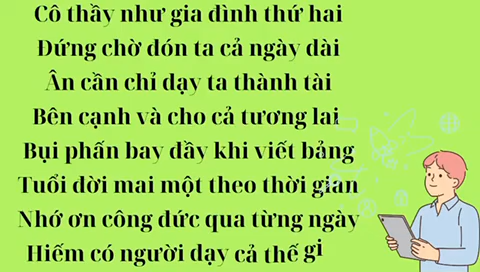 Cô thầy như gia đình thứ hai
Đứng chờ đón ta cả ngày dài
Ân cần chỉ dạy ta thành tài
Bên cạnh và cho cả tương lai
Bụi phấn bay đầy khi viết bảng
Tuổi đời mai một theo thời gian
Nhớ ơn công đức qua từng ngày
Hiếm có người dạy cả thế gi